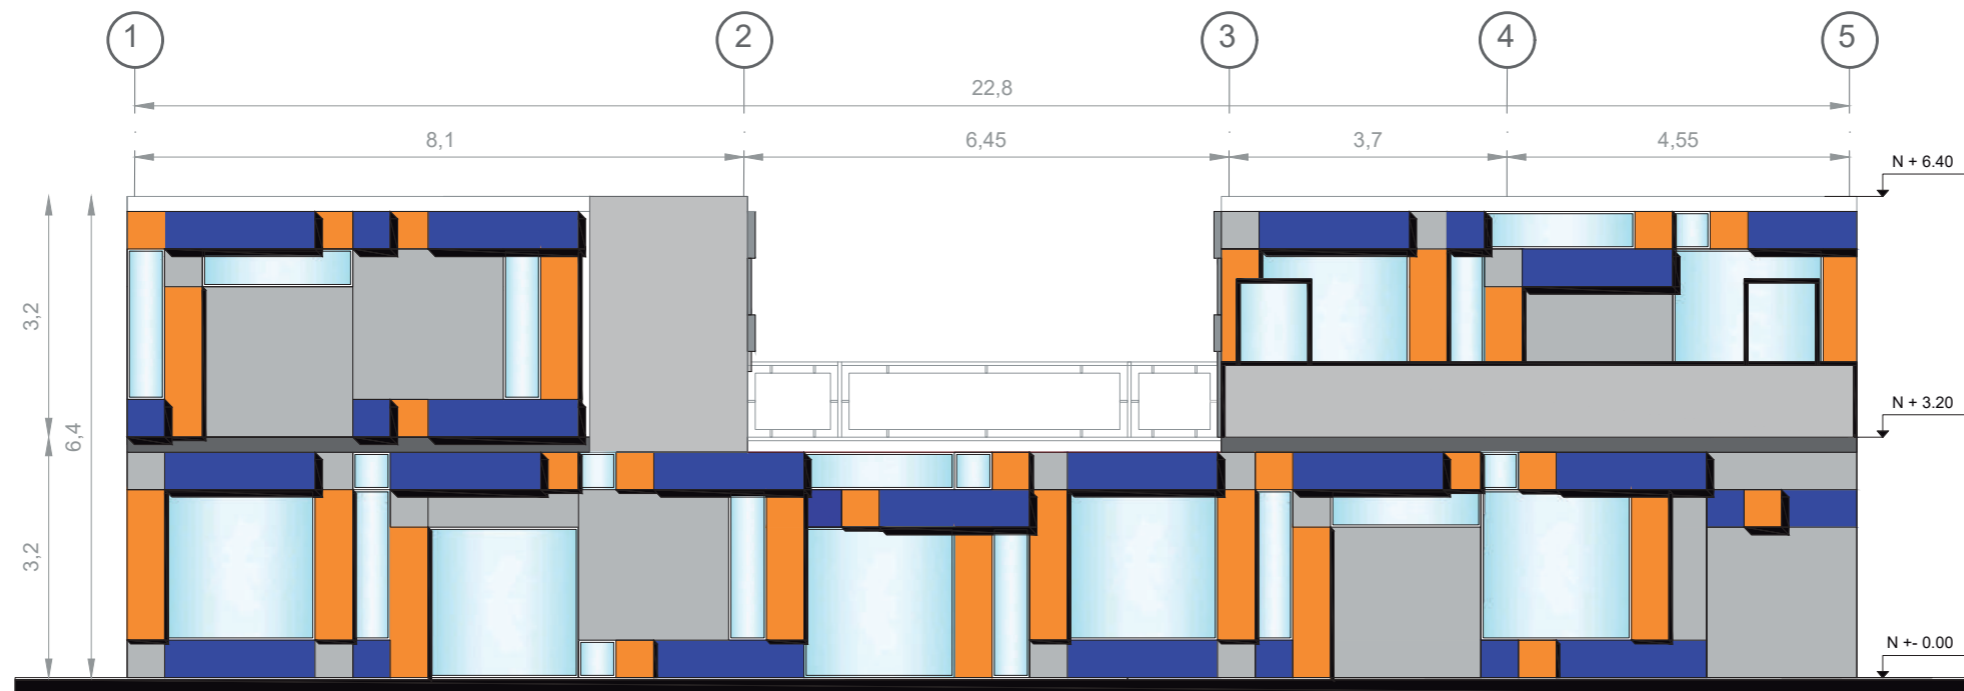 1 2 3 4 5
22,8
8,1 6,45 3,7 4,55
N + 6.40
3,2
6,4
N + 3.20
3,2
N +- 0.00